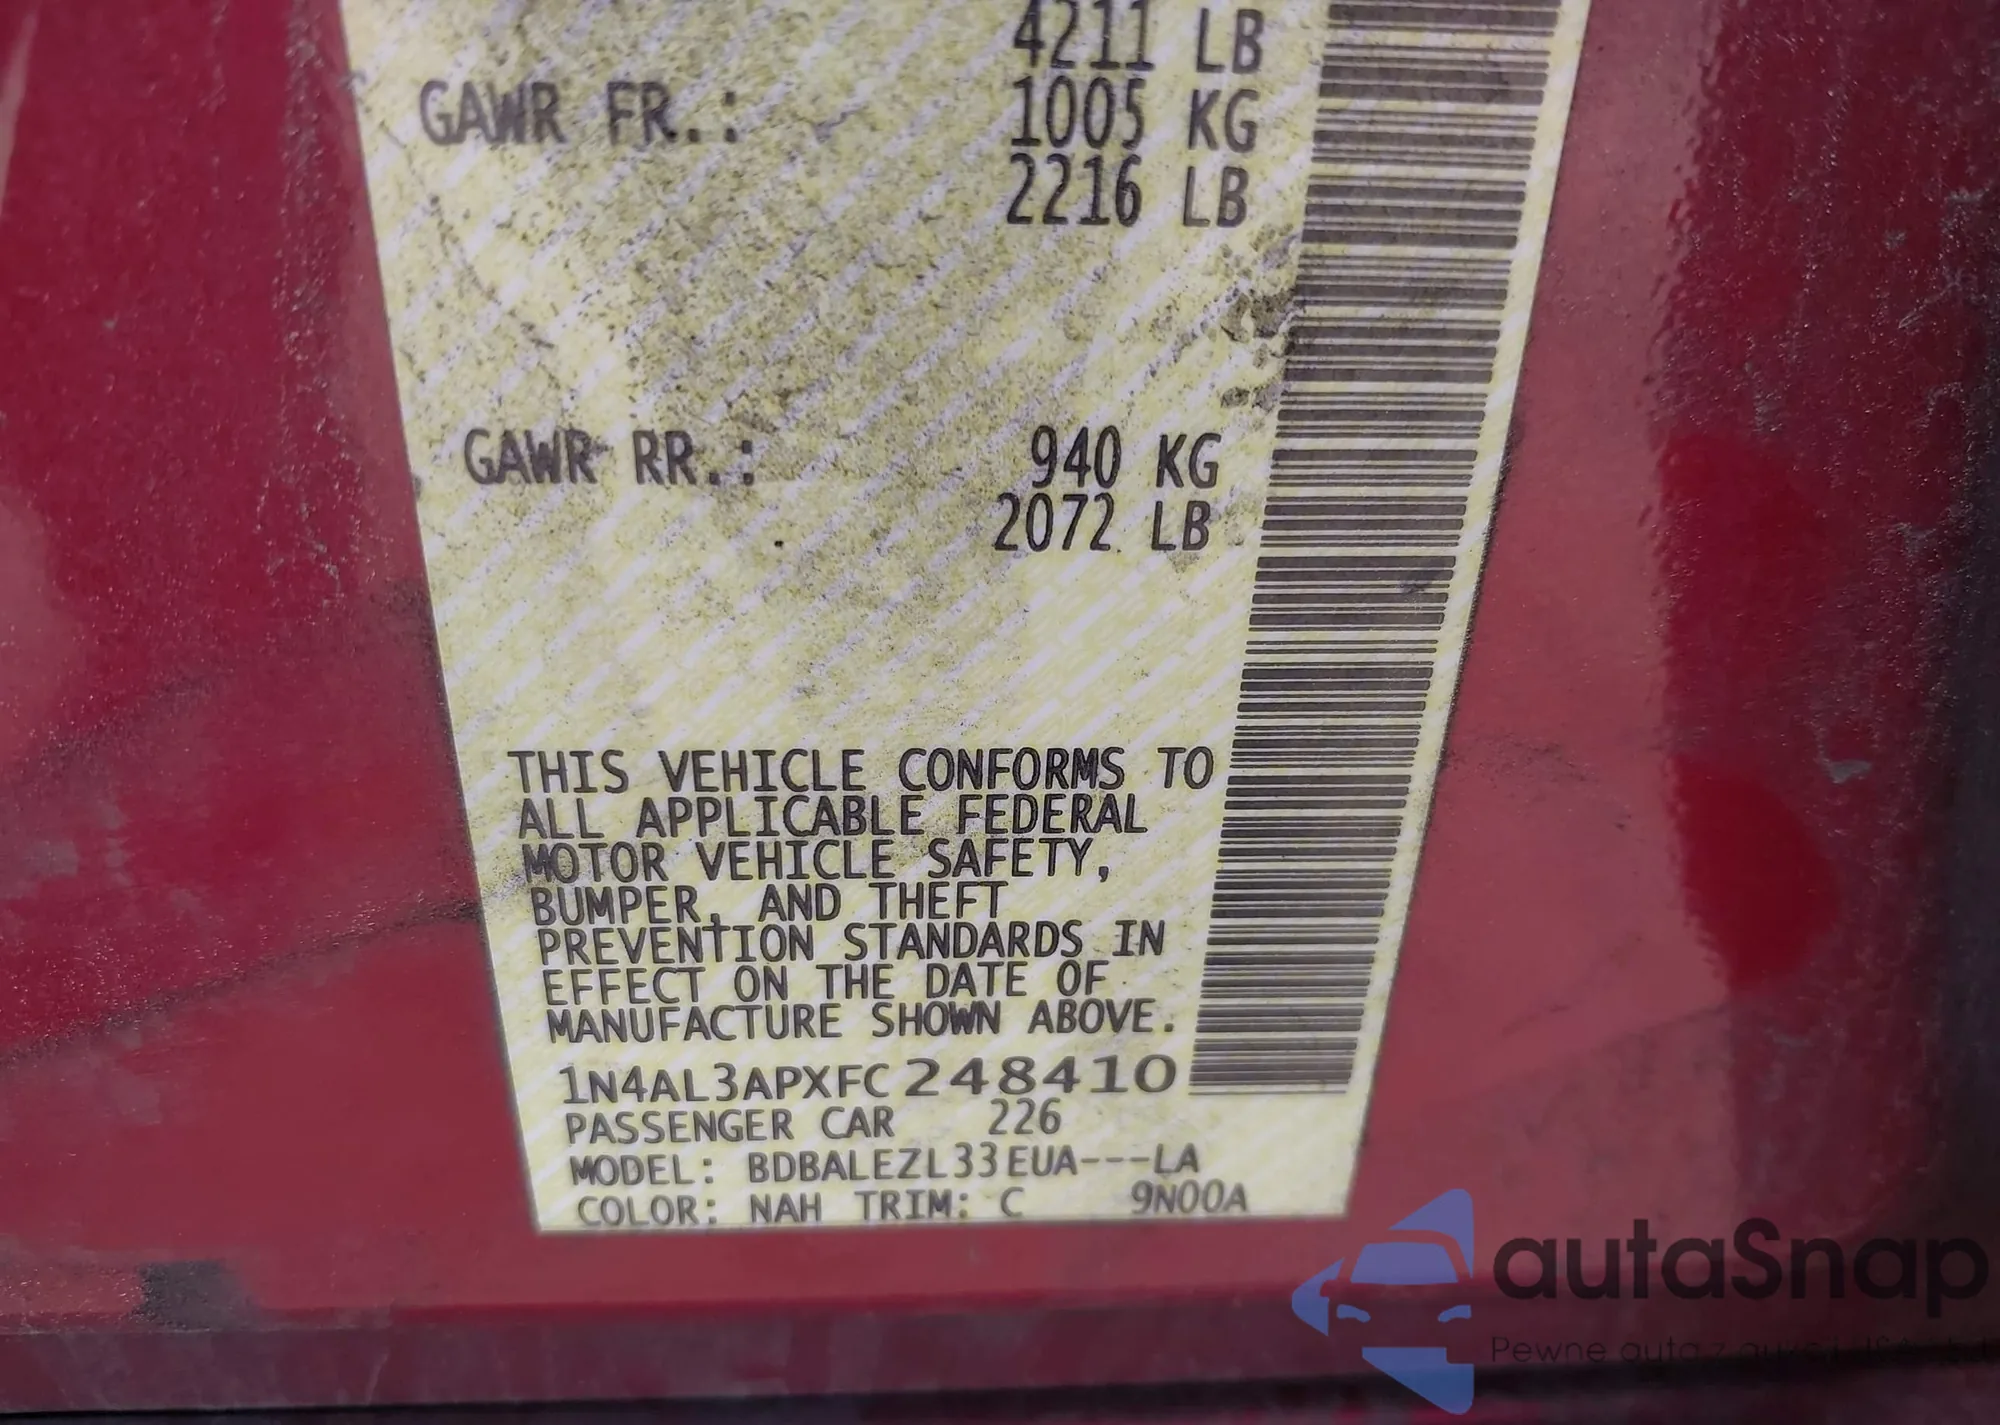 4211 LB
GAWR FR.: 1005 KG
2216 LB
GAWR RR.: 940 KG
2072 LB
THIS VEHICLE CONFORMS TO
ALL APPLICABLE FEDERAL
MOTOR VEHICLE SAFETY,
BUMPER, AND THEFT
PREVENTION STANDARDS IN
EFFECT ON THE DATE OF
MANUFACTURE SHOWN ABOVE.
1N4AL3APXFC248410
PASSENGER CAR 226
MODEL: BDBALEZL33EUA---LA
COLOR: NAH TRIM: C 9N00A
autaSnap
Pewne auta z